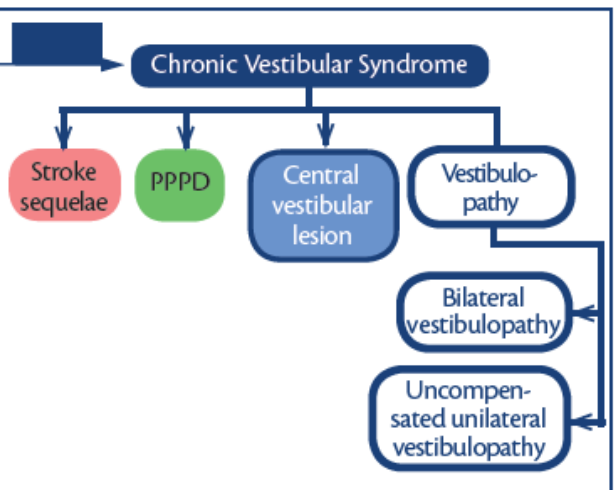 Chronic Vestibular Syndrome
Stroke
sequelae
PPPD
Central
vestibular
lesion
Vestibulo-
pathy
Bilateral
vestibulopathy
Uncompen-
sated unilateral
vestibulopathy